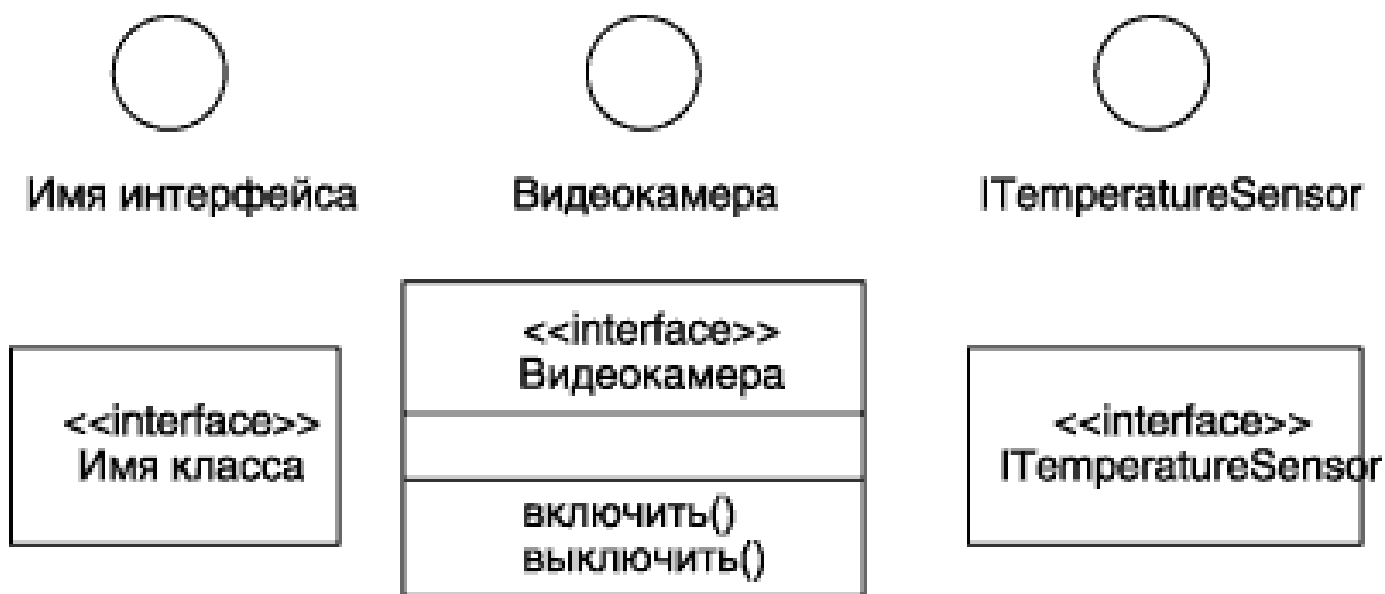 Имя интерфейса
Видеокамера
ITemperatureSensor
<<interface>>
Имя класса
<<interface>>
Видеокамера
включить()
выключить()
<<interface>>
ITemperatureSensor